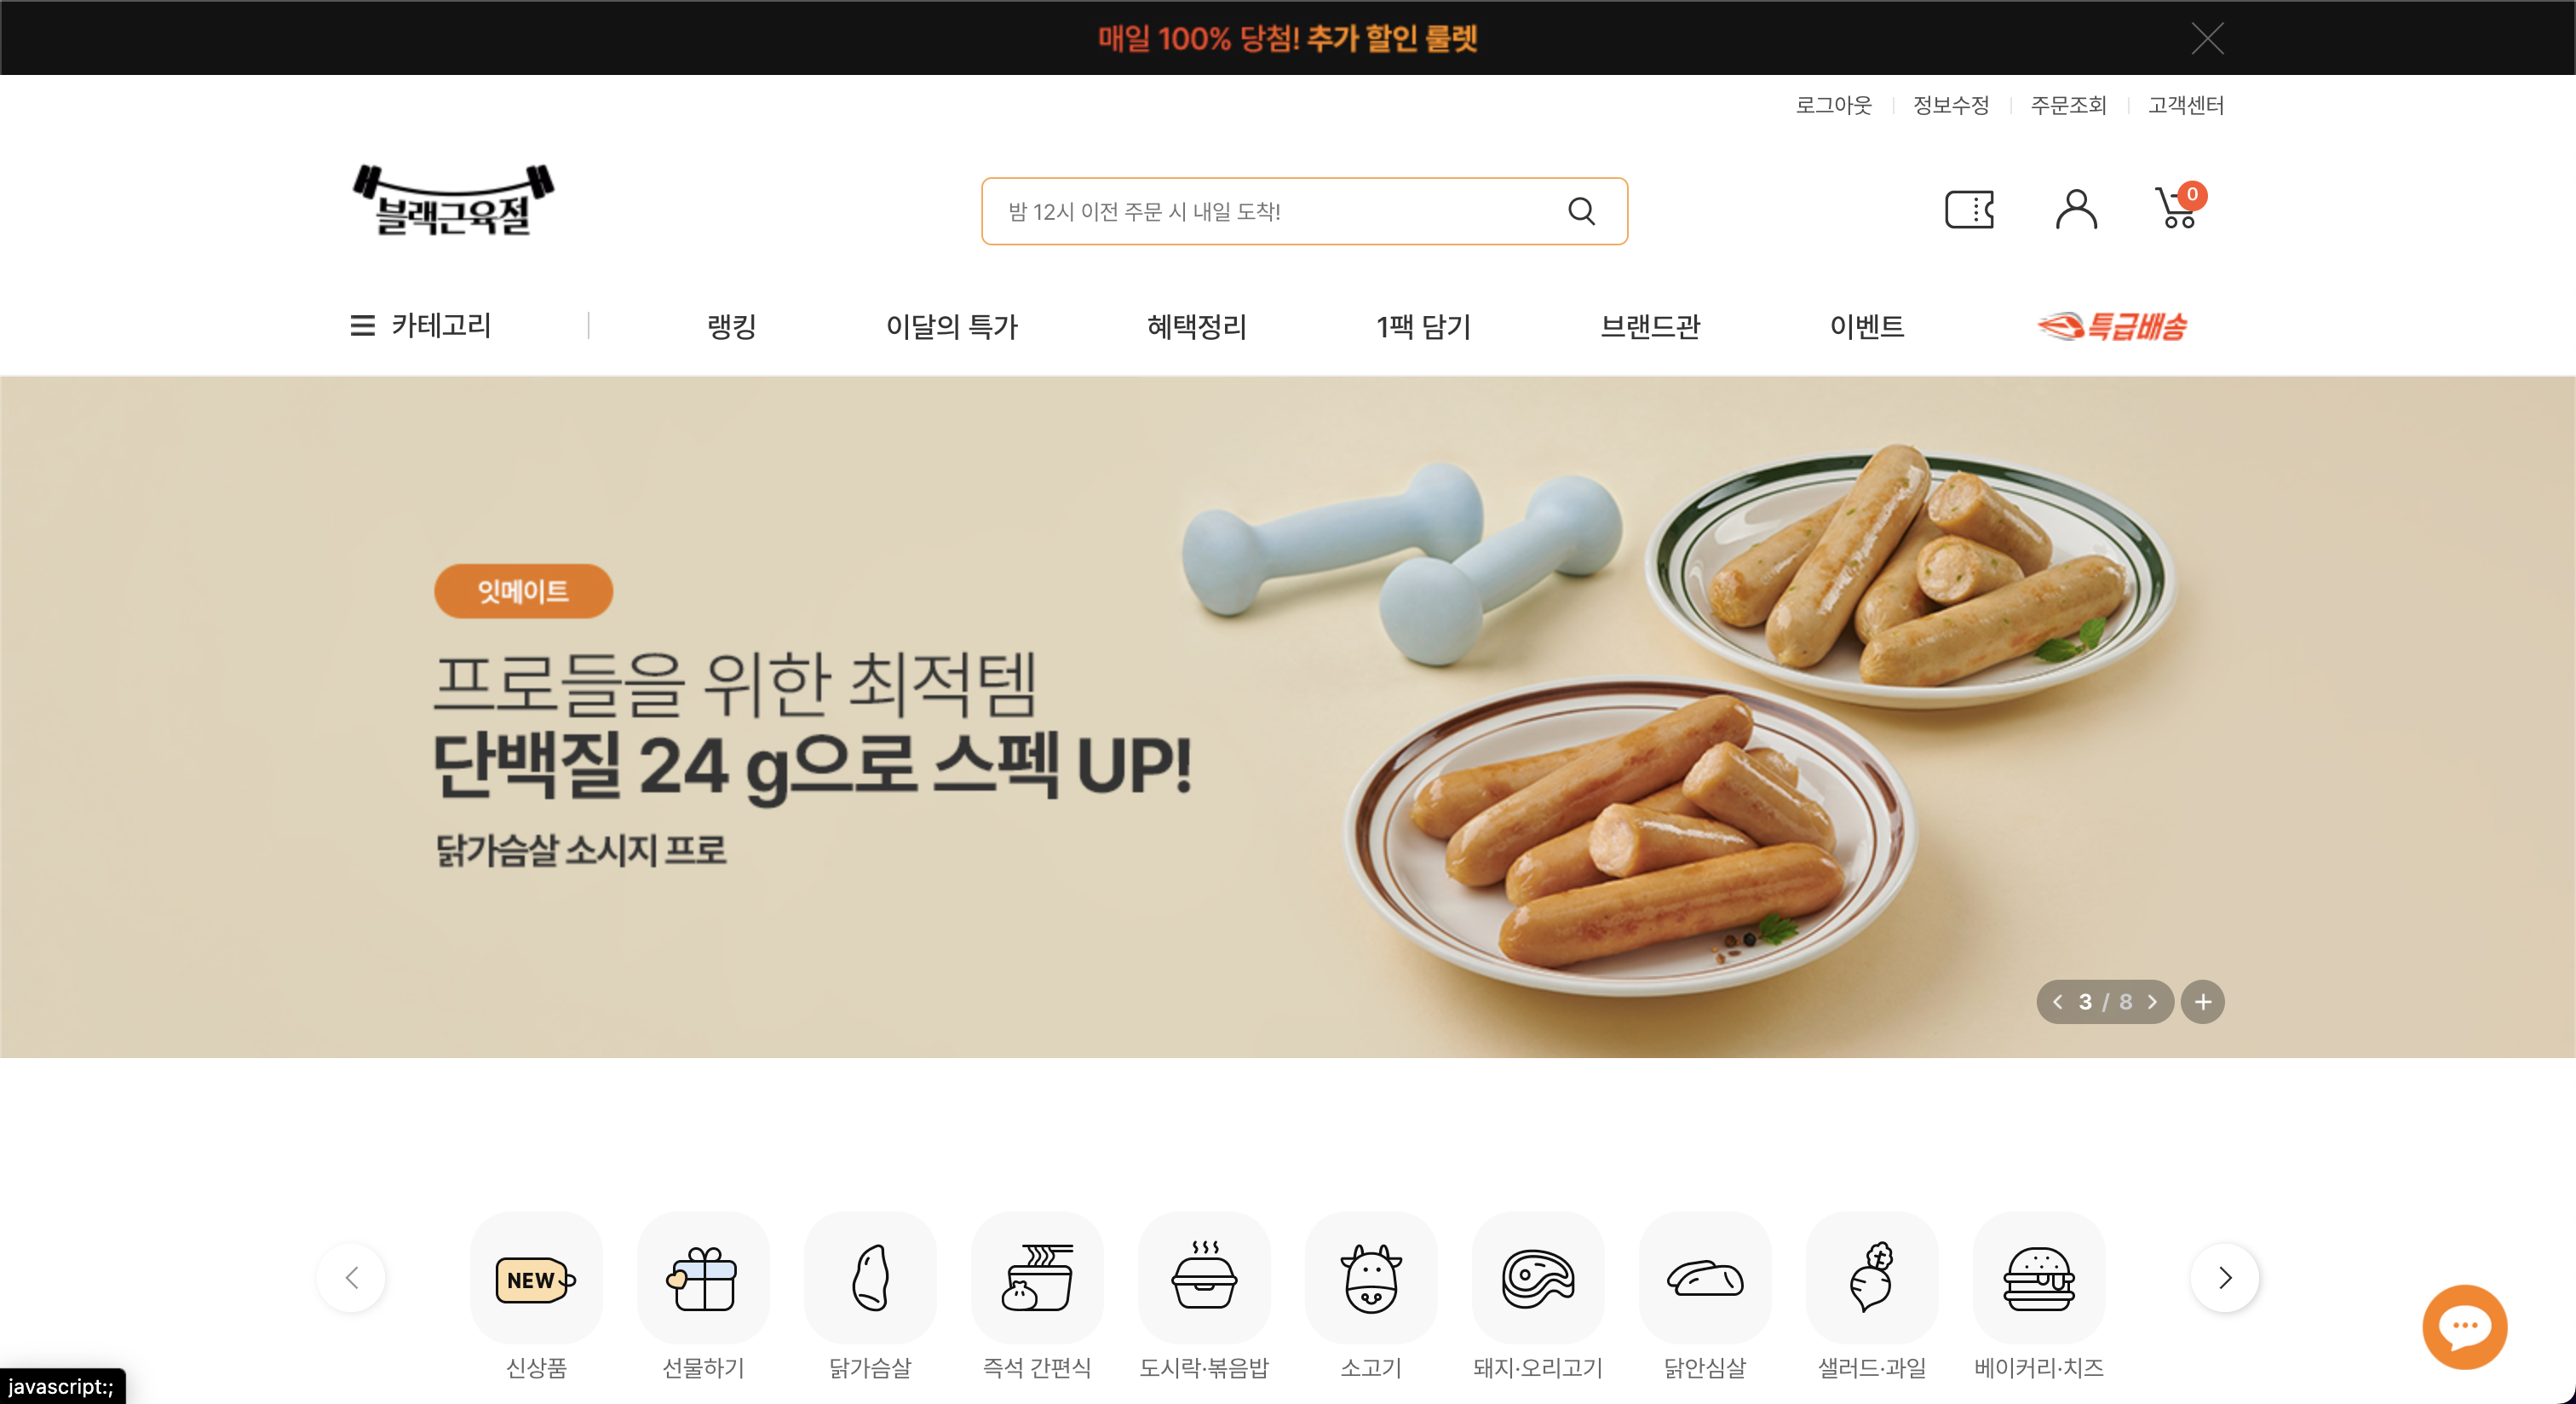 매일 100% 당첨! 추가 할인 룰렛
로그아웃 정보수정 주문조회 고객센터
블랙근육절
밤 12시 이전 주문 시 내일 도착!
0
카테고리 랭킹 이달의 특가 혜택정리 1팩 담기 브랜드관 이벤트 특급배송
잇메이트
프로들을 위한 최적템
단백질 24 g으로 스펙 UP!
닭가슴살 소시지 프로
3 / 8
NEW
신상품 선물하기 닭가슴살 즉석 간편식 도시락·볶음밥 소고기 돼지·오리고기 닭안심살 샐러드·과일 베이커리·치즈
javascript:;